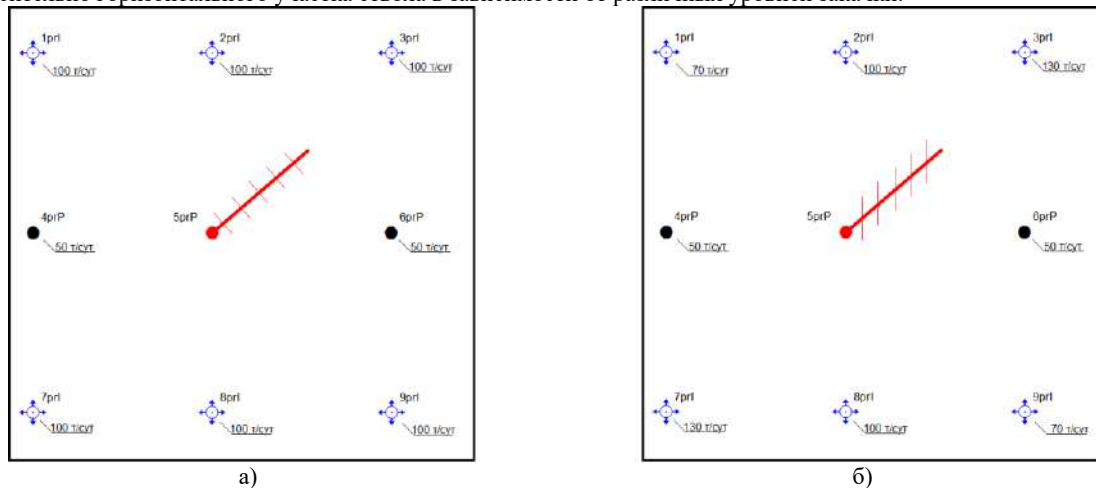 1prI 2prI 3prI 1prI 2prI 3prI
100 т/сут 100 т/сут 100 т/сут 70 т/сут 100 т/сут 130 т/сут
4prP 5prP 6prP 4prP 5prP 6prP
50 т/сут 50 т/сут 50 т/сут 50 т/сут
7prI 8prI 9prI 7prI 8prI 9prI
100 т/сут 100 т/сут 100 т/сут 130 т/сут 100 т/сут 70 т/сут
а) б)